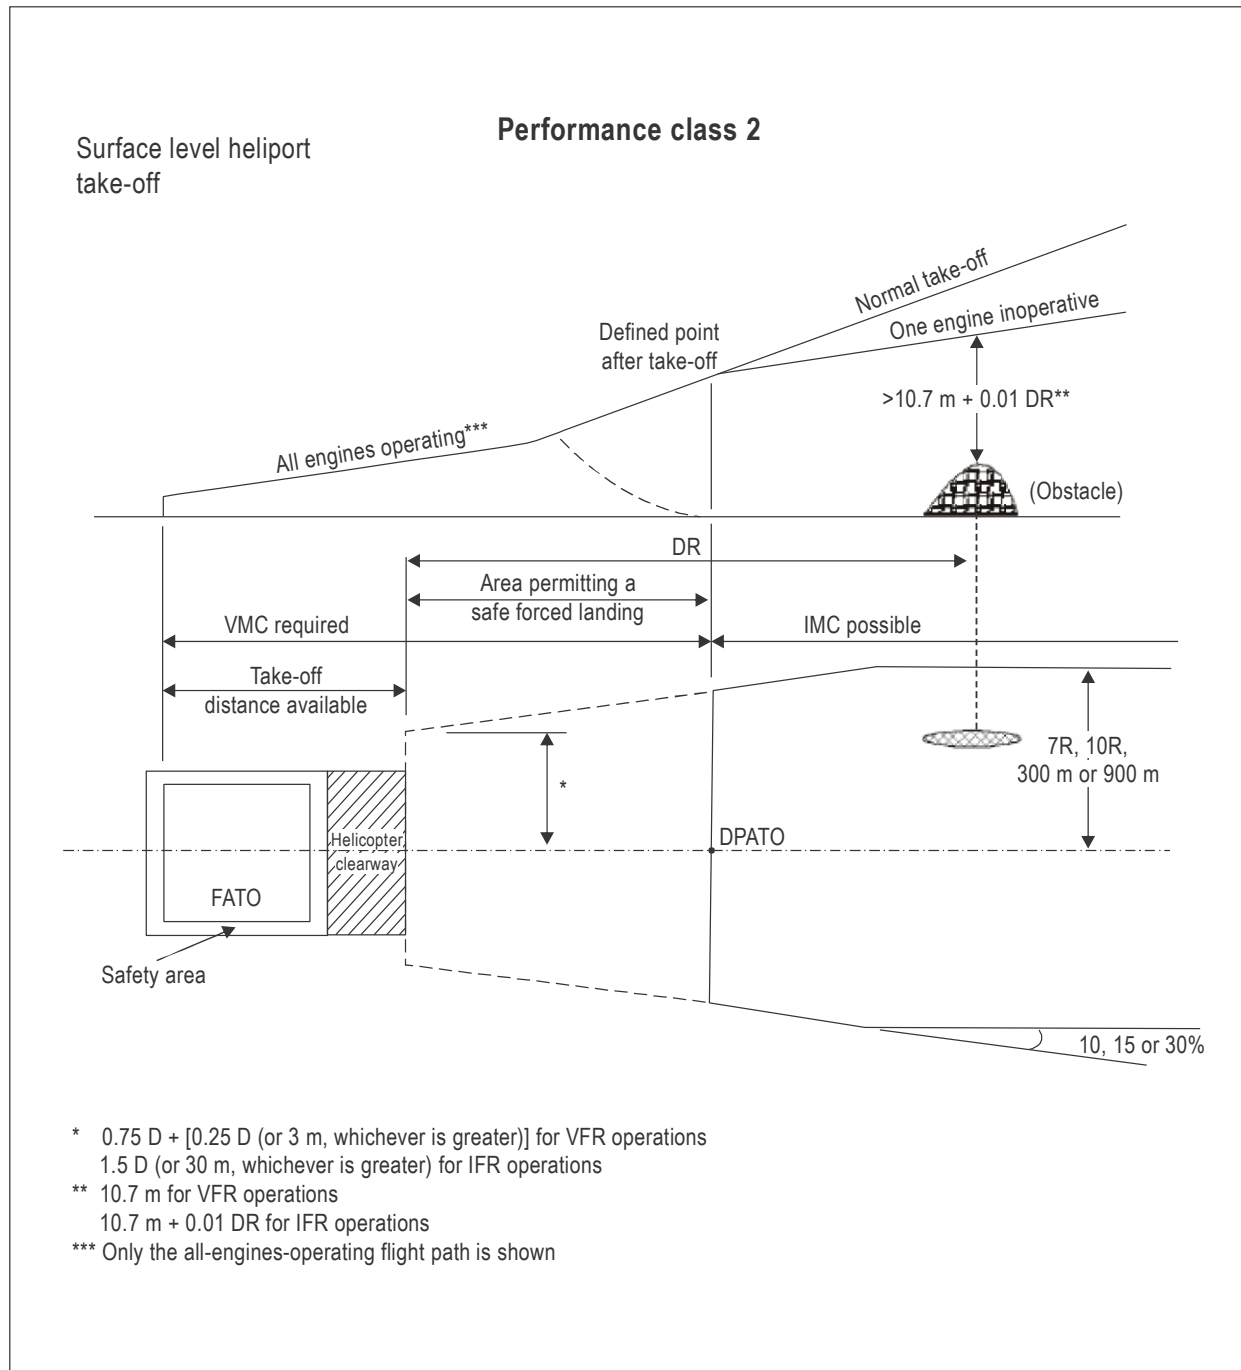 Performance class 2
Surface level heliport
take-off
Normal take-off
One engine inoperative
Defined point
after take-off
>10.7 m + 0.01 DR**
All engines operating***
(Obstacle)
DR
Area permitting a
safe forced landing
VMC required
IMC possible
Take-off
distance available
7R, 10R,
300 m or 900 m
*
DPATO
Helicopter
clearway
FATO
Safety area
10, 15 or 30%
* 0.75 D + [0.25 D (or 3 m, whichever is greater)] for VFR operations
1.5 D (or 30 m, whichever is greater) for IFR operations
** 10.7 m for VFR operations
10.7 m + 0.01 DR for IFR operations
*** Only the all-engines-operating flight path is shown